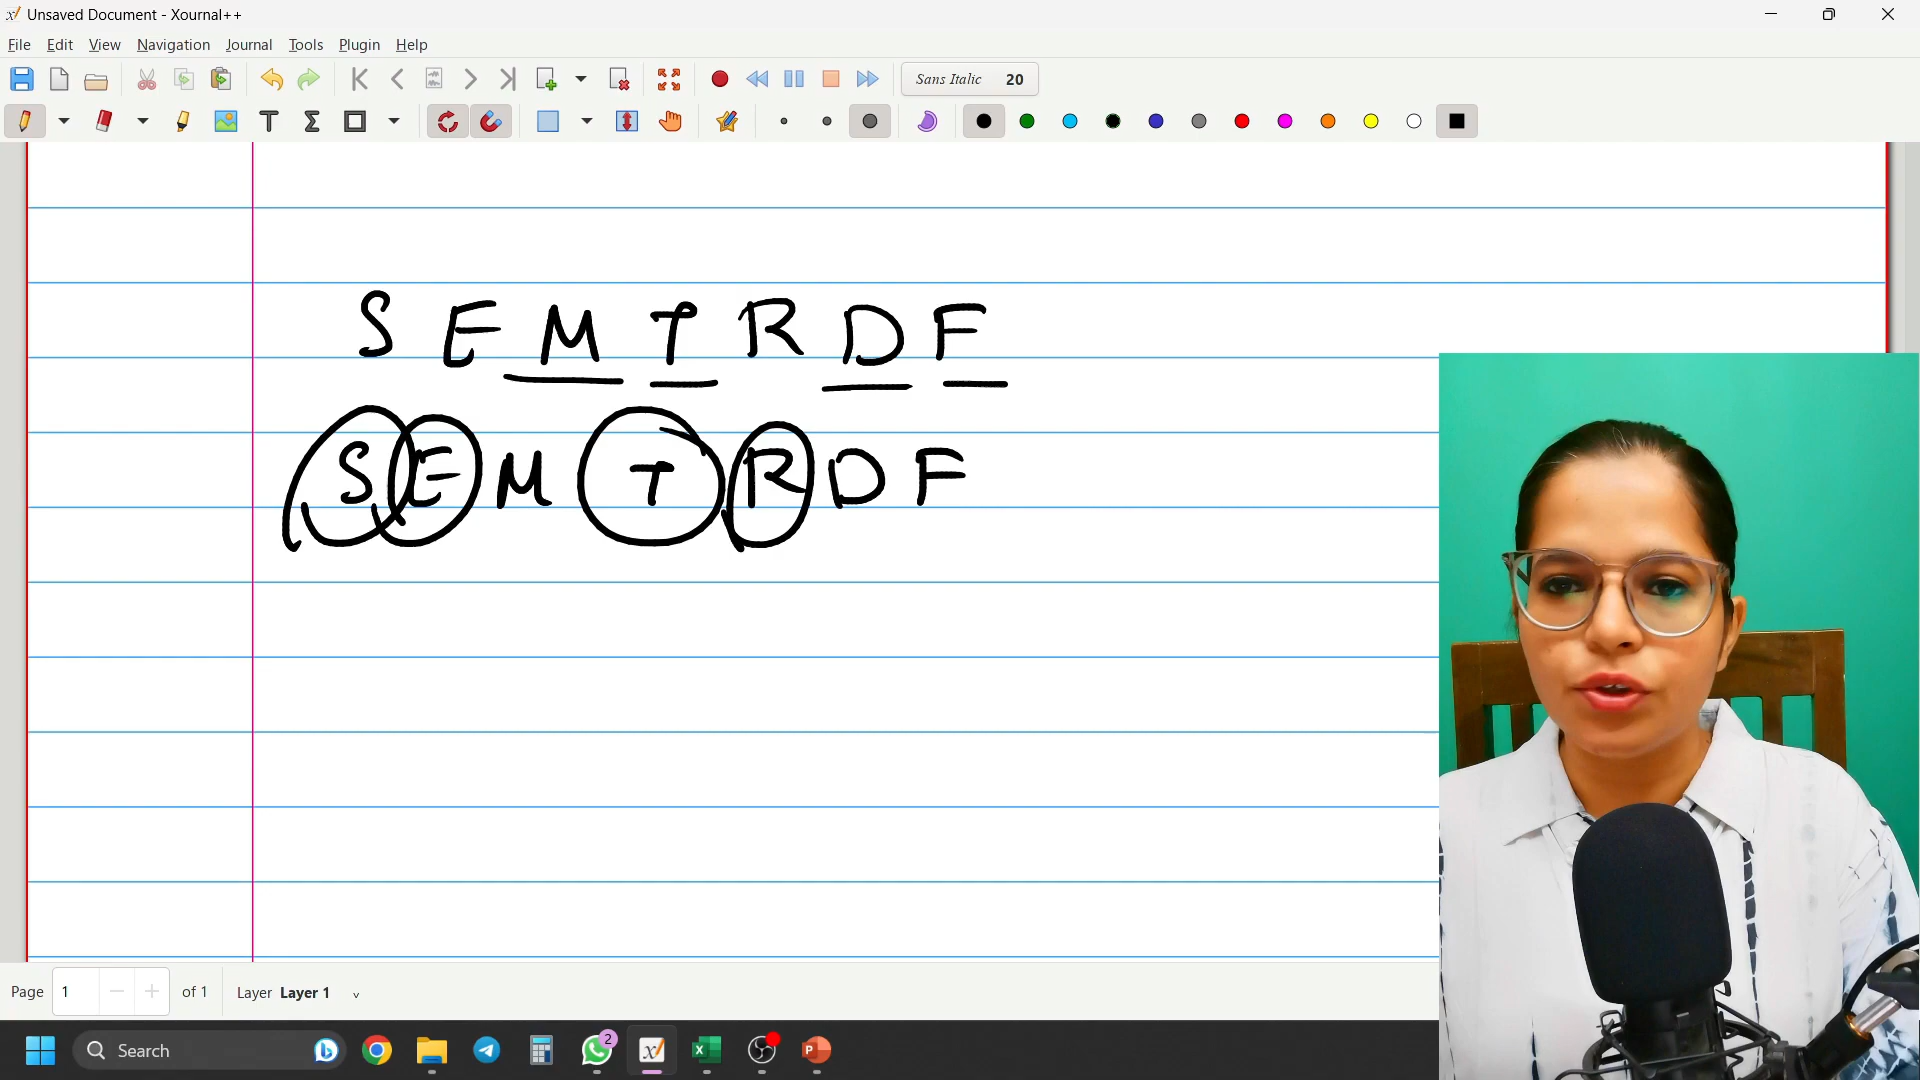 Unsaved Document - Xournal++
File Edit View Navigation Journal Tools Plugin Help
Sans Italic 20
S E M T R D F
S E M T R D F
Page 1 of 1 Layer Layer 1
Search
2